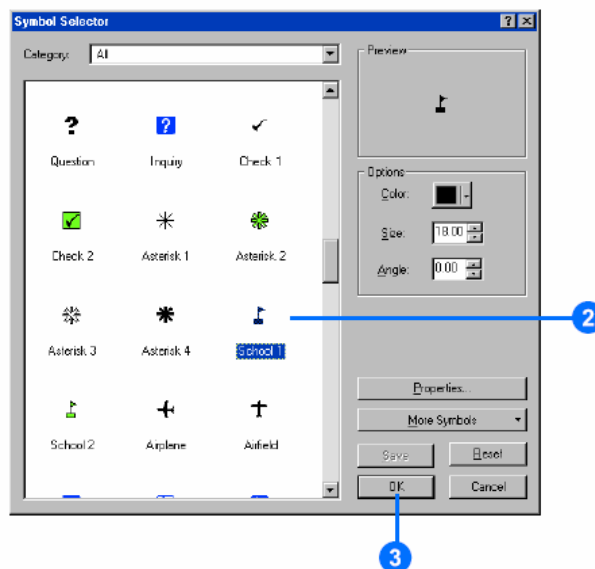 Symbol Selector
Category: All
Preview
Question Inquiry Check 1
Options
Color:
Check 2 Asterisk 1 Asterisk 2
Size: 18.00
Angle: 0.00
2
Asterisk 3 Asterisk 4 School 1
Properties...
More Symbols
School 2 Airplane Airfield
Save Reset
OK Cancel
3